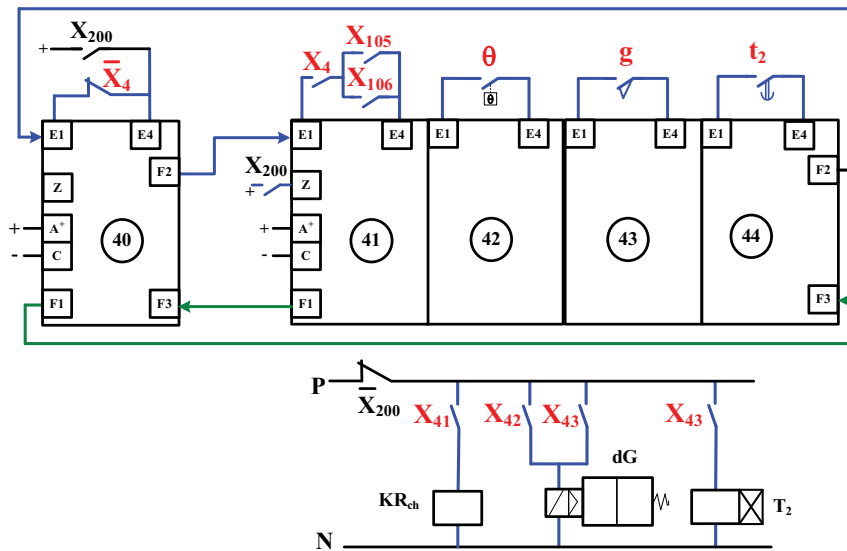 X200
+
X̅4
X4
X105
X106
θ
θ
g
t2
E1 E4
E1 E4 E1 E4 E1 E4 E1 E4
F2
F2
Z
X200
+
Z
+ A+
- C
40
+ A+
- C
41 42 43 44
F1 F3
F1
F3
P
X̅200
X41 X42 X43 X43
dG
KRch
T2
N